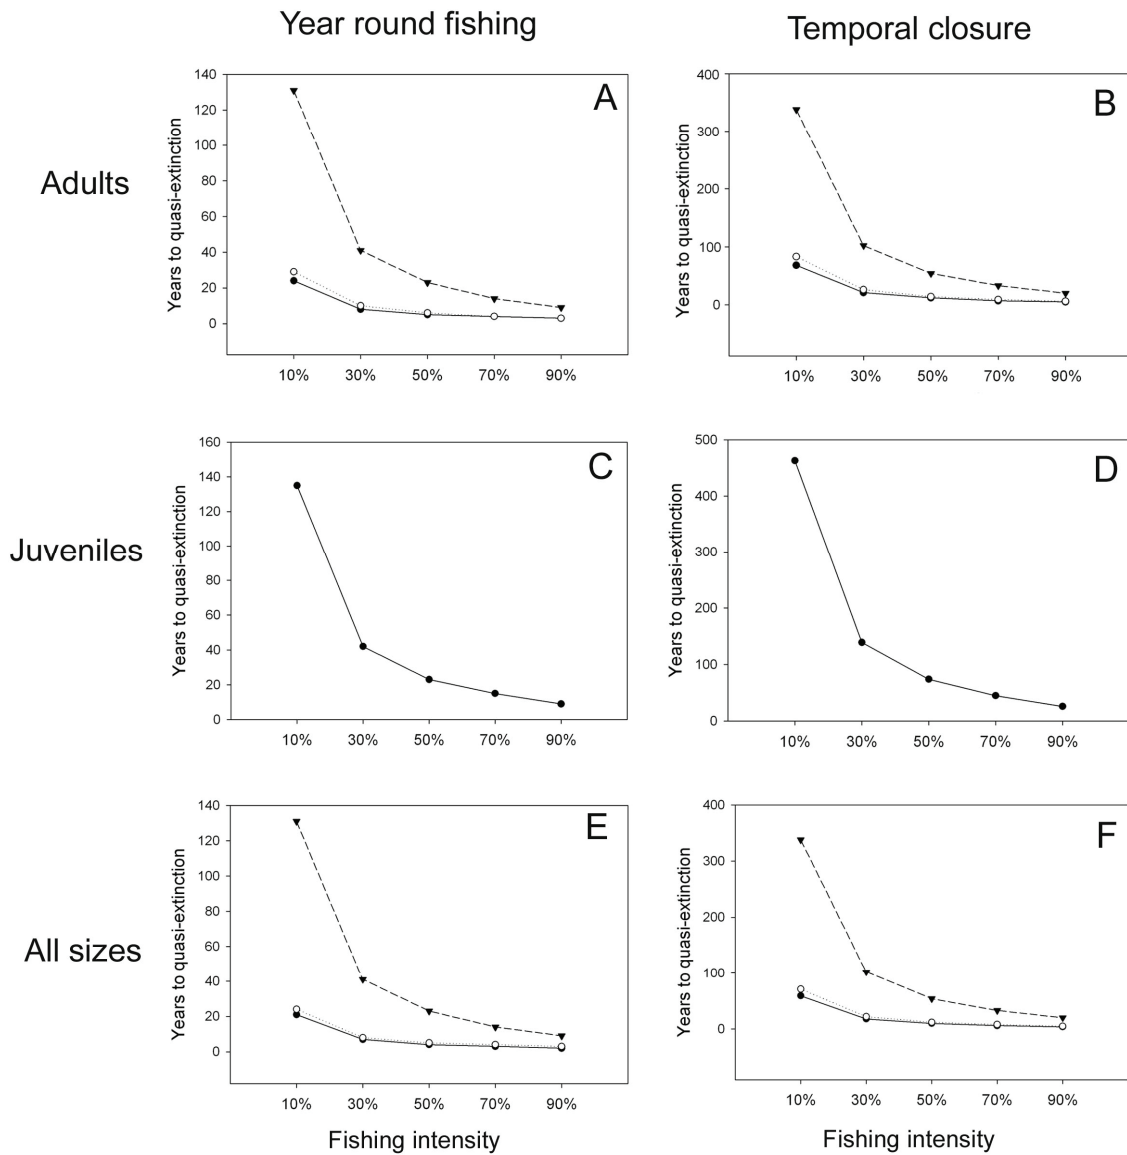 Year round fishing
Temporal closure
Adults
Years to quasi-extinction
140
120
100
80
60
40
20
0
A
10% 30% 50% 70% 90%
Years to quasi-extinction
400
300
200
100
0
B
10% 30% 50% 70% 90%
Juveniles
Years to quasi-extinction
160
140
120
100
80
60
40
20
0
C
10% 30% 50% 70% 90%
Years to quasi-extinction
500
400
300
200
100
0
D
10% 30% 50% 70% 90%
All sizes
Years to quasi-extinction
140
120
100
80
60
40
20
0
E
10% 30% 50% 70% 90%
Fishing intensity
Years to quasi-extinction
400
300
200
100
0
F
10% 30% 50% 70% 90%
Fishing intensity